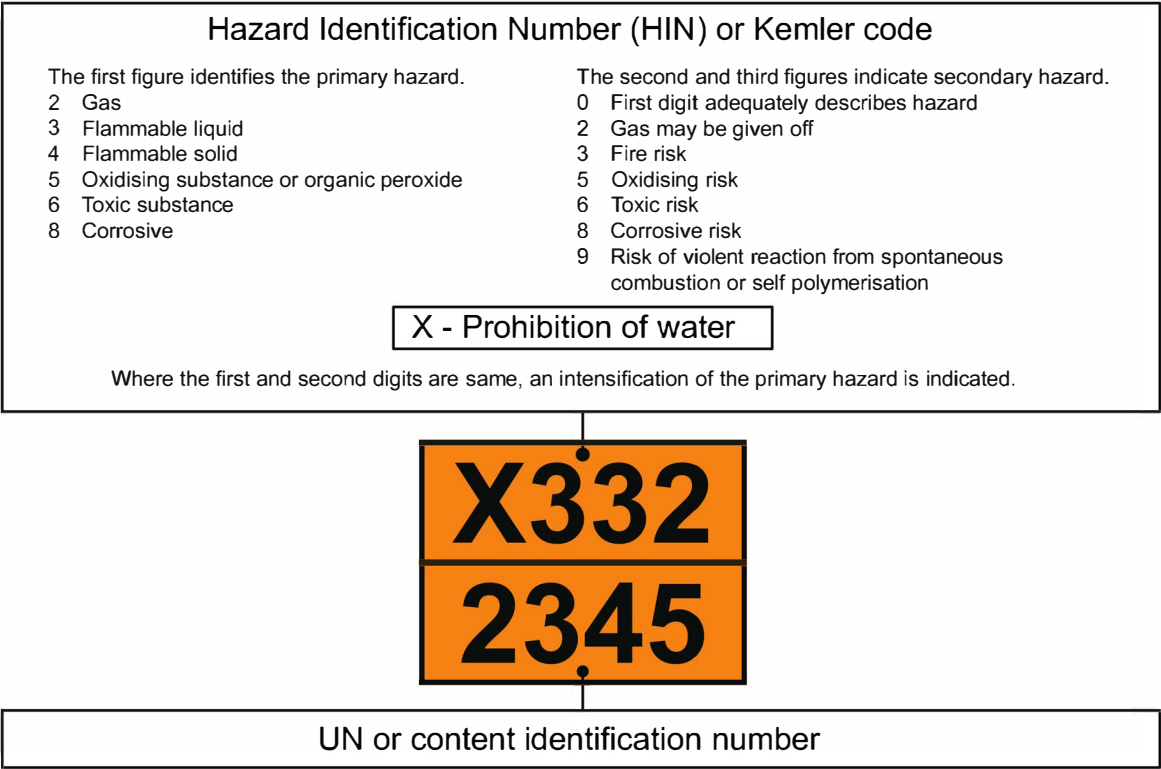 Hazard Identification Number (HIN) or Kemler code
The first figure identifies the primary hazard.
2 Gas
3 Flammable liquid
4 Flammable solid
5 Oxidising substance or organic peroxide
6 Toxic substance
8 Corrosive
The second and third figures indicate secondary hazard.
0 First digit adequately describes hazard
2 Gas may be given off
3 Fire risk
5 Oxidising risk
6 Toxic risk
8 Corrosive risk
9 Risk of violent reaction from spontaneous
combustion or self polymerisation
X - Prohibition of water
Where the first and second digits are same, an intensification of the primary hazard is indicated.
X332
2345
UN or content identification number